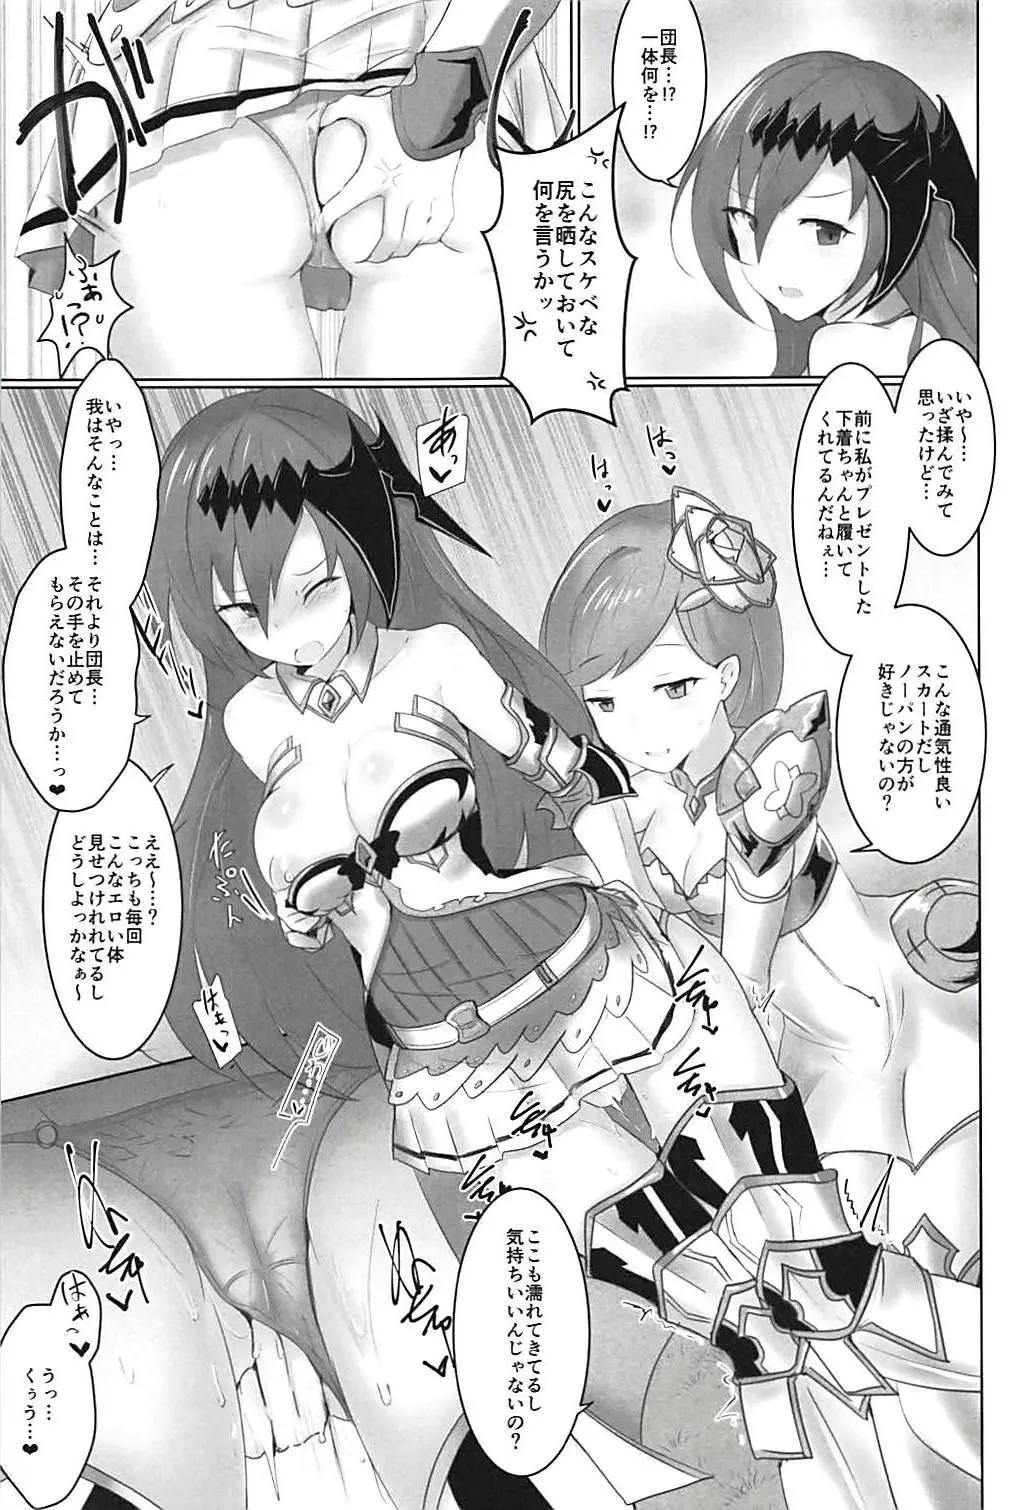 団長…⁉
一体何を…⁉
こんなスケベな
尻を晒しておいて
何を言うかッ
ふぁっ⁉
いや〜…
いざ揉んでみて
思ったけど…
前に私がプレゼントした
下着ちゃんと履いて
くれてるんだねぇ…
こんな通気性良い
スカートだし
ノーパンの方が
好きじゃないの?
はっ♥
はっ♥
あっ♥
いやっ…
我はそんなことは…
それより団長…
その手を止めて
もらえないだろうか…っ♥
ええ〜…?
こっちも毎回
こんなエロい体
見せつけれれてるし
どうしよっかなぁ〜
たぷん
はぁっ♥
ここも濡れてきてるし
気持ちいいんじゃないの?
はぁっ♥
うっ…
くぅう…♥